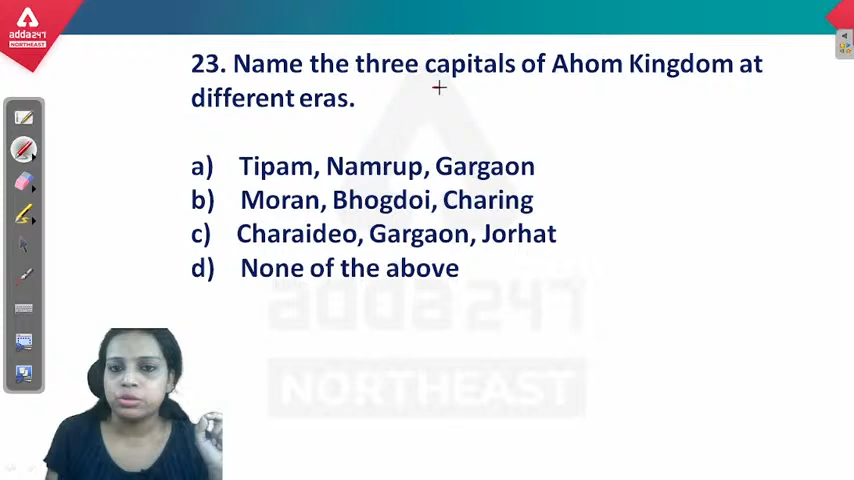 adda247
NORTHEAST
23. Name the three capitals of Ahom Kingdom at
different eras.
a) Tipam, Namrup, Gargaon
b) Moran, Bhogdoi, Charing
c) Charaideo, Gargaon, Jorhat
d) None of the above
adda247
NORTHEAST